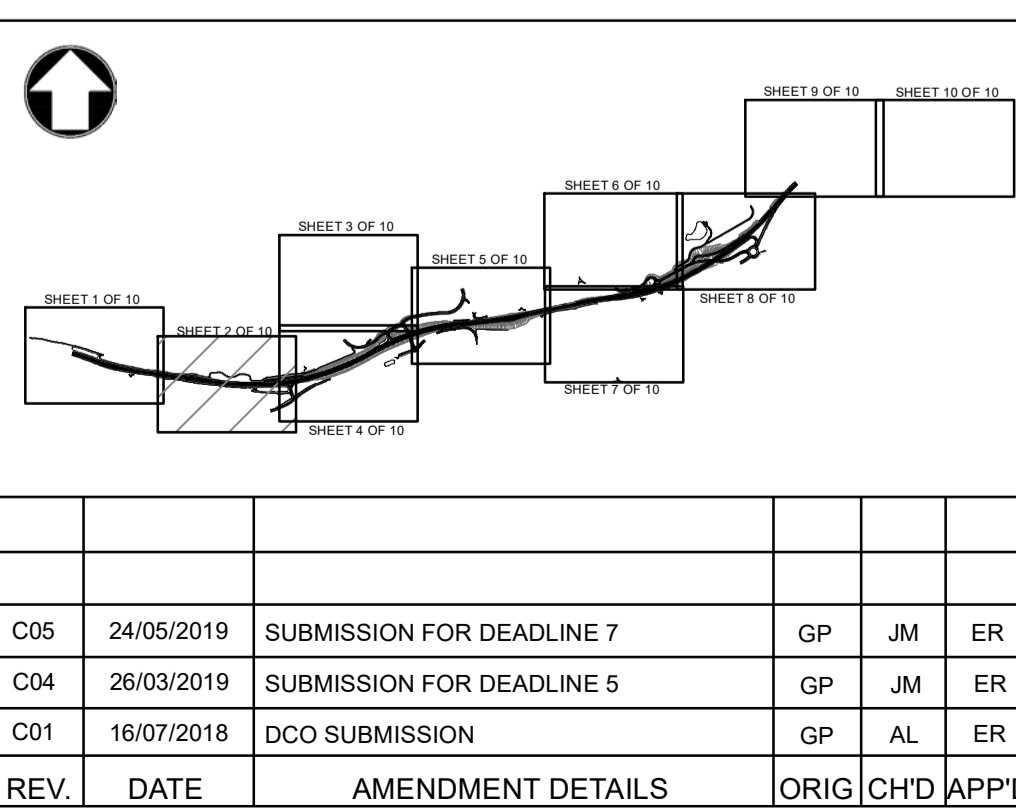 SHEET 9 OF 10 SHEET 10 OF 10
SHEET 6 OF 10
SHEET 3 OF 10
SHEET 5 OF 10
SHEET 1 OF 10
SHEET 8 OF 10
SHEET 2 OF 10
SHEET 7 OF 10
SHEET 4 OF 10
C05 24/05/2019 SUBMISSION FOR DEADLINE 7 GP JM ER
C04 26/03/2019 SUBMISSION FOR DEADLINE 5 GP JM ER
C01 16/07/2018 DCO SUBMISSION GP AL ER
REV. DATE AMENDMENT DETAILS ORIG CH'D APP'D